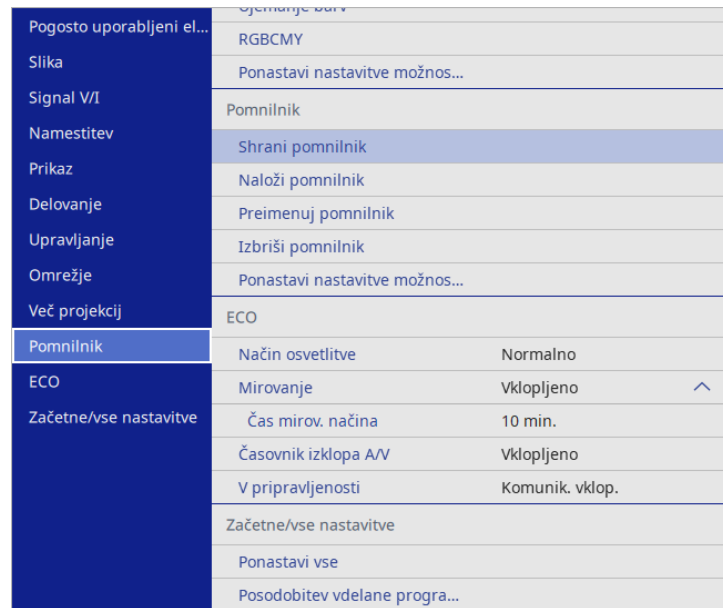 Pogosto uporabljeni el...
Slika
Signal V/I
Namestitev
Prikaz
Delovanje
Upravljanje
Omrežje
Več projekcij
Pomnilnik
ECO
Začetne/vse nastavitve
Ujemanje barv
RGBCMY
Ponastavi nastavitve možnos...
Pomnilnik
Shrani pomnilnik
Naloži pomnilnik
Preimenuj pomnilnik
Izbriši pomnilnik
Ponastavi nastavitve možnos...
ECO
Način osvetlitve Normalno
Mirovanje Vklopljeno
Čas mirov. načina 10 min.
Časovnik izklopa A/V Vklopljeno
V pripravljenosti Komunik. vklop.
Začetne/vse nastavitve
Ponastavi vse
Posodobitev vdelane progra...